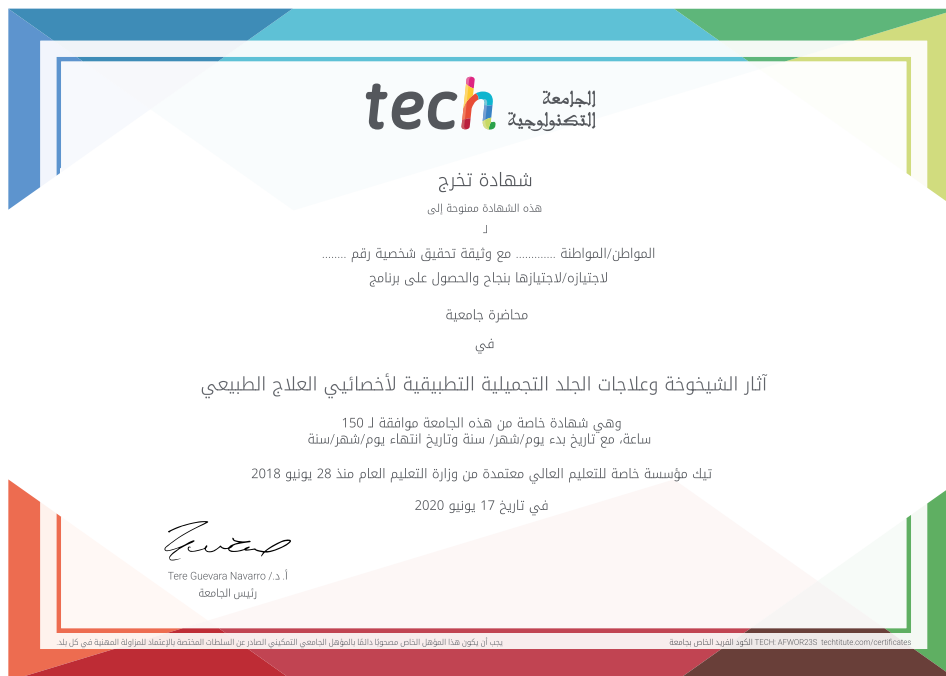 tech الجامعة
التكنولوجية
شهادة تخرج
هذه الشهادة ممنوحة إلى
لـ
المواطن/المواطنة ............ مع وثيقة تحقيق شخصية رقم ........
لاجتيازه/لاجتيازها بنجاح والحصول على برنامج
محاضرة جامعية
في
آثار الشيخوخة وعلاجات الجلد التجميلية التطبيقية لأخصائيي العلاج الطبيعي
وهي شهادة خاصة من هذه الجامعة موافقة لـ 150
ساعة، مع تاريخ بدء يوم/شهر/ سنة وتاريخ انتهاء يوم/شهر/سنة
تيك مؤسسة خاصة للتعليم العالي معتمدة من وزارة التعليم العام منذ 28 يونيو 2018
في تاريخ 17 يونيو 2020
أ. د./ Tere Guevara Navarro
رئيس الجامعة
يجب أن يكون هذا المؤهل الخاص مصحوبًا دائمًا بالمؤهل الجامعي التمكيني الصادر عن السلطات المختصة بالإعتماد للمزاولة المهنية في كل بلد.
الكود الفريد الخاص بجامعة TECH: AFWOR23S techtitute.com/certificates